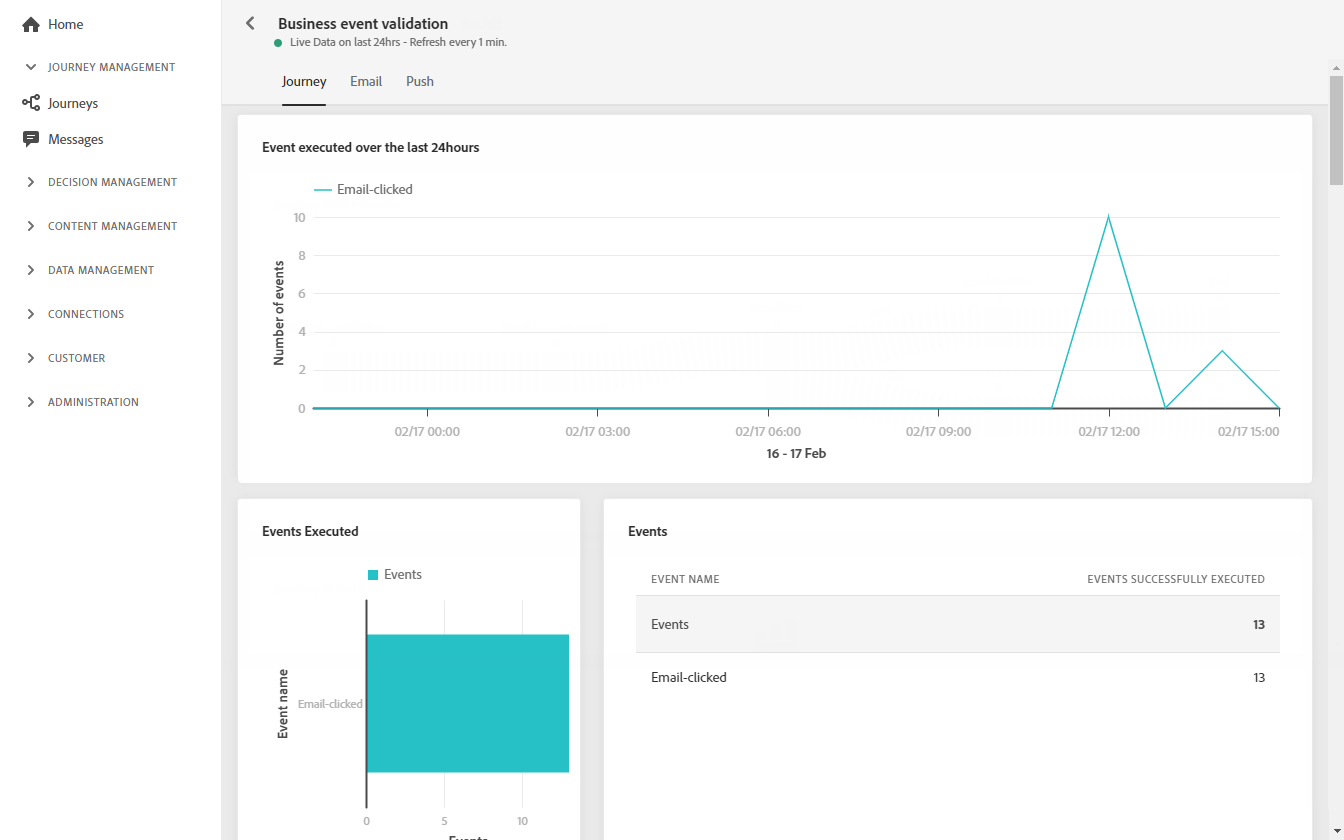 Home
JOURNEY MANAGEMENT
Journeys
Messages
DECISION MANAGEMENT
CONTENT MANAGEMENT
DATA MANAGEMENT
CONNECTIONS
CUSTOMER
ADMINISTRATION
Business event validation
Live Data on last 24hrs - Refresh every 1 min.
Journey Email Push
Event executed over the last 24hours
Email-clicked
Number of events
10
8
6
4
2
0
02/17 00:00 02/17 03:00 02/17 06:00 02/17 09:00 02/17 12:00 02/17 15:00
16 - 17 Feb
Events Executed
Events
Event name
Email-clicked
0 5 10
Events
Events
EVENT NAME EVENTS SUCCESSFULLY EXECUTED
Events 13
Email-clicked 13